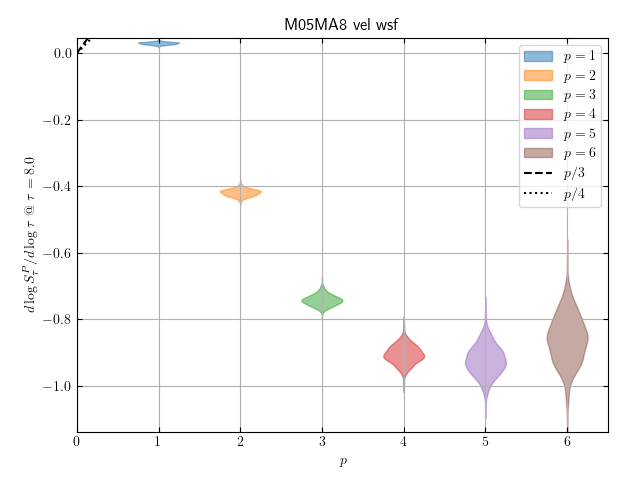 M05MA8 vel wsf
d log S_τ^P / d log τ @ τ = 8.0
0.0
−0.2
−0.4
−0.6
−0.8
−1.0
0 1 2 3 4 5 6
p
p = 1
p = 2
p = 3
p = 4
p = 5
p = 6
p/3
p/4